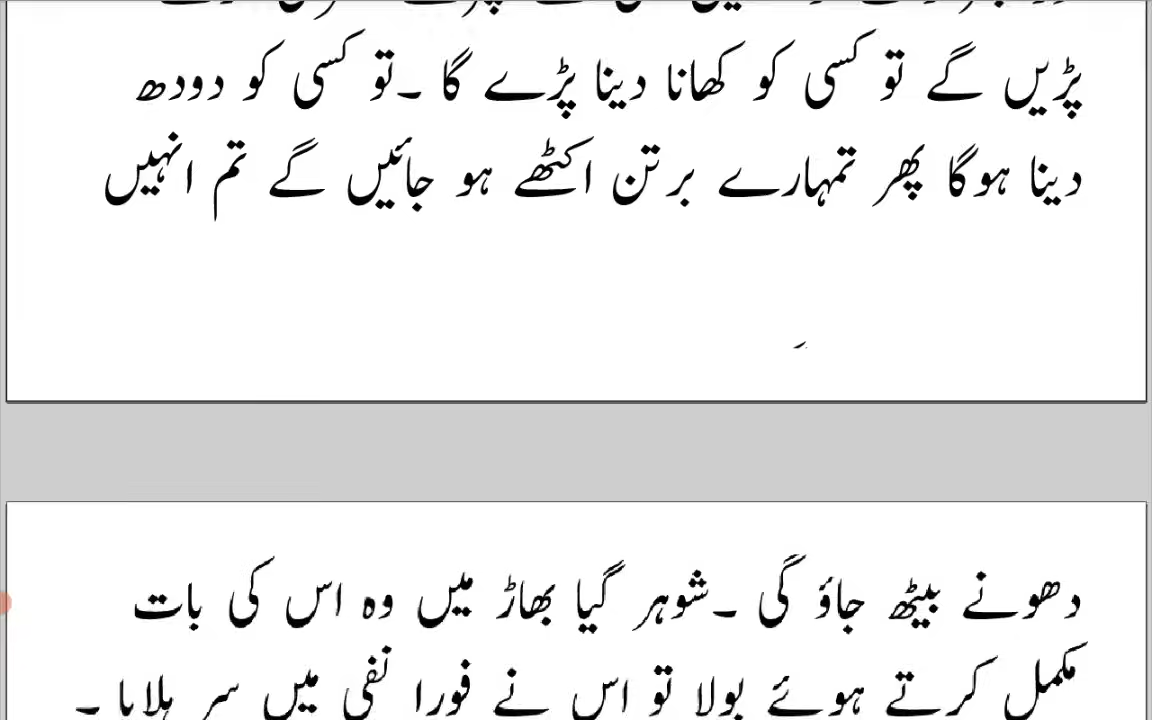 پڑیں گے تو کسی کو کھانا دینا پڑے گا ۔تو کسی کو دودھ
دینا ہوگا پھر تمہارے برتن اکٹھے ہو جائیں گے تم انہیں
دھونے بیٹھ جاؤ گی ۔شوہر گیا بھاڑ میں وہ اس کی بات
مکمل کرتے ہوئے بولا تو اس نے فورا نفی میں سر ہلایا ۔